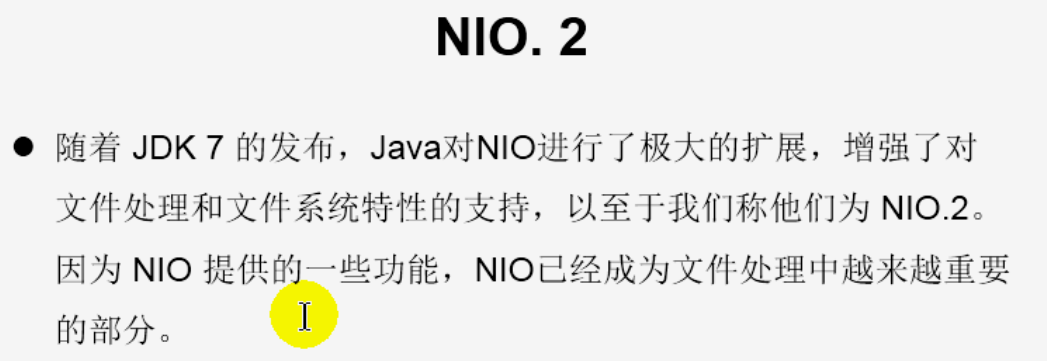 NIO. 2
● 随着 JDK 7 的发布，Java对NIO进行了极大的扩展，增强了对
文件处理和文件系统特性的支持，以至于我们称他们为 NIO.2。
因为 NIO 提供的一些功能，NIO已经成为文件处理中越来越重要
的部分。